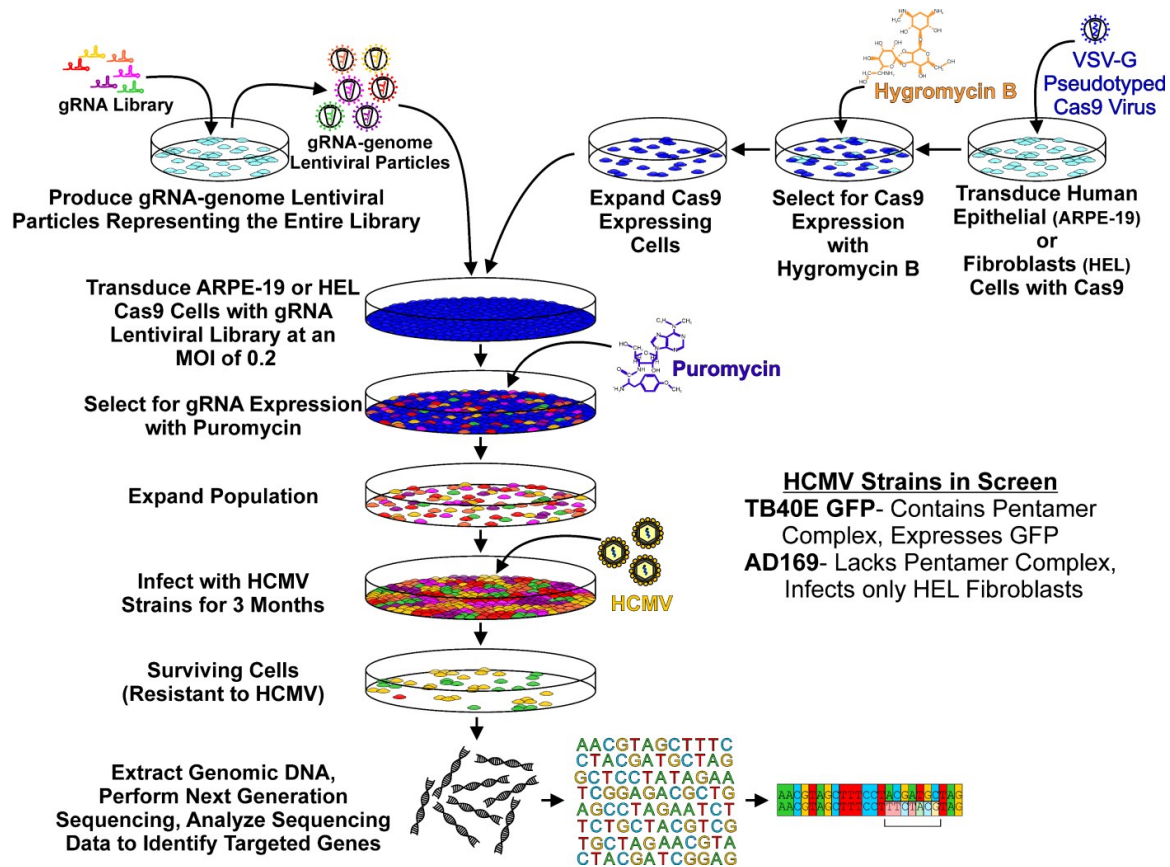 gRNA Library
gRNA-genome
Lentiviral Particles
Produce gRNA-genome Lentiviral
Particles Representing the Entire Library
Hygromycin B
VSV-G
Pseudotyped
Cas9 Virus
Expand Cas9
Expressing
Cells
Select for Cas9
Expression
with
Hygromycin B
Transduce Human
Epithelial (ARPE-19)
or
Fibroblasts (HEL)
Cells with Cas9
Transduce ARPE-19 or HEL
Cas9 Cells with gRNA
Lentiviral Library at an
MOI of 0.2
Puromycin
Select for gRNA Expression
with Puromycin
Expand Population
HCMV Strains in Screen
TB40E GFP- Contains Pentamer
Complex, Expresses GFP
AD169- Lacks Pentamer Complex,
Infects only HEL Fibroblasts
Infect with HCMV
Strains for 3 Months
HCMV
Surviving Cells
(Resistant to HCMV)
Extract Genomic DNA,
Perform Next Generation
Sequencing, Analyze Sequencing
Data to Identify Targeted Genes
AACGTAGCTTTC
CTACGATGCTAG
GCTCCTATAGAA
TCGGAGACGCTG
AGCCTAGAATCT
TCTGCTACGTCG
TGCTAGAACGTA
CTACGATCGGAG